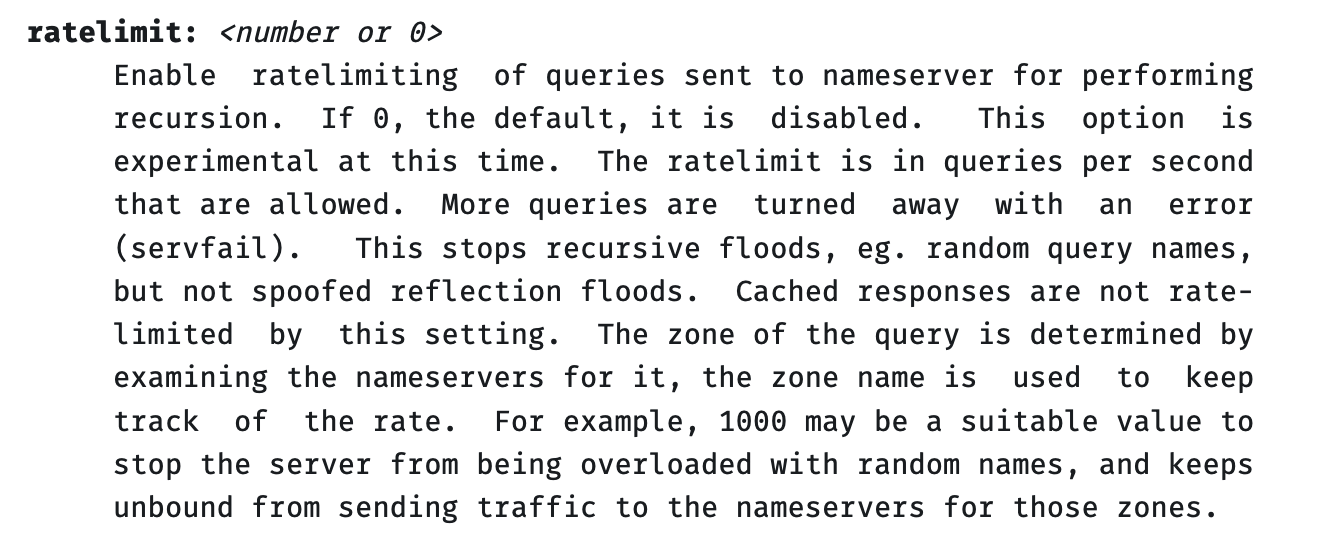 ratelimit: <number or 0>
Enable ratelimiting of queries sent to nameserver for performing
recursion. If 0, the default, it is disabled. This option is
experimental at this time. The ratelimit is in queries per second
that are allowed. More queries are turned away with an error
(servfail). This stops recursive floods, eg. random query names,
but not spoofed reflection floods. Cached responses are not rate-
limited by this setting. The zone of the query is determined by
examining the nameservers for it, the zone name is used to keep
track of the rate. For example, 1000 may be a suitable value to
stop the server from being overloaded with random names, and keeps
unbound from sending traffic to the nameservers for those zones.